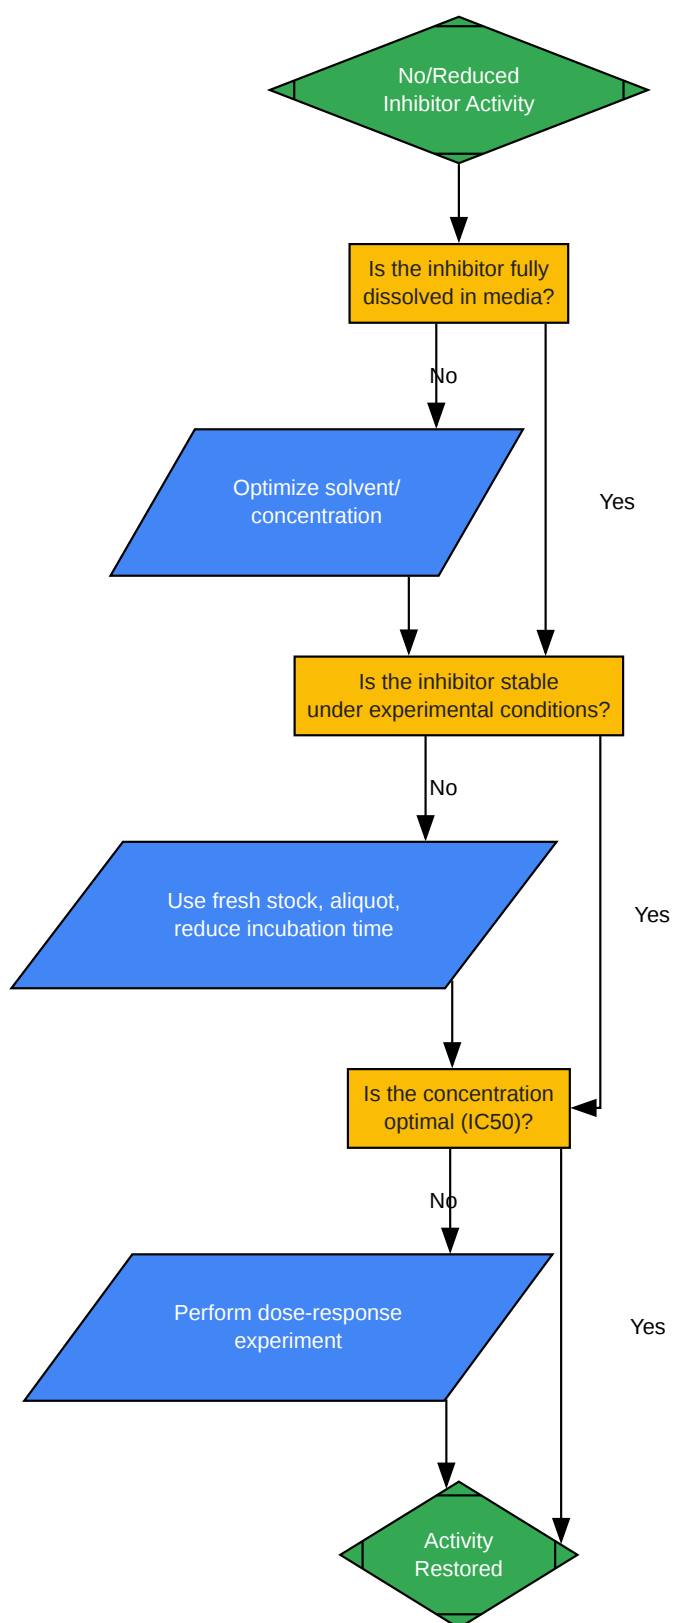 No/Reduced
Inhibitor Activity
Is the inhibitor fully
dissolved in media?
No
Optimize solvent/
concentration
Yes
Is the inhibitor stable
under experimental conditions?
No
Use fresh stock, aliquot,
reduce incubation time
Yes
Is the concentration
optimal (IC50)?
No
Perform dose-response
experiment
Yes
Activity
Restored